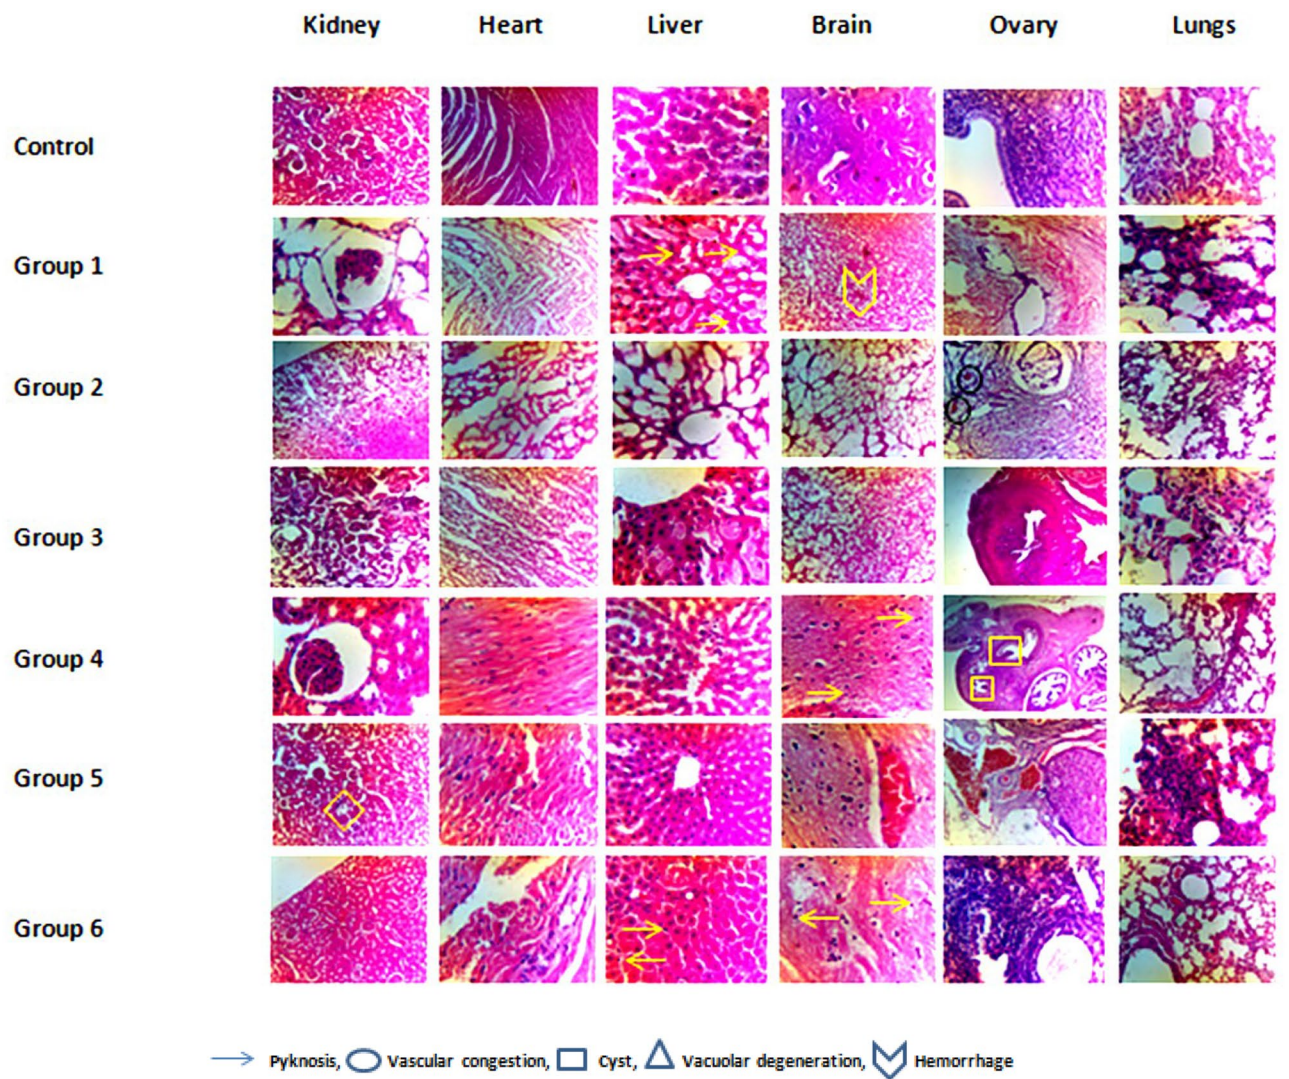 Kidney Heart Liver Brain Ovary Lungs
Control
Group 1
Group 2
Group 3
Group 4
Group 5
Group 6
Pyknosis, Vascular congestion, Cyst, Vacuolar degeneration, Hemorrhage